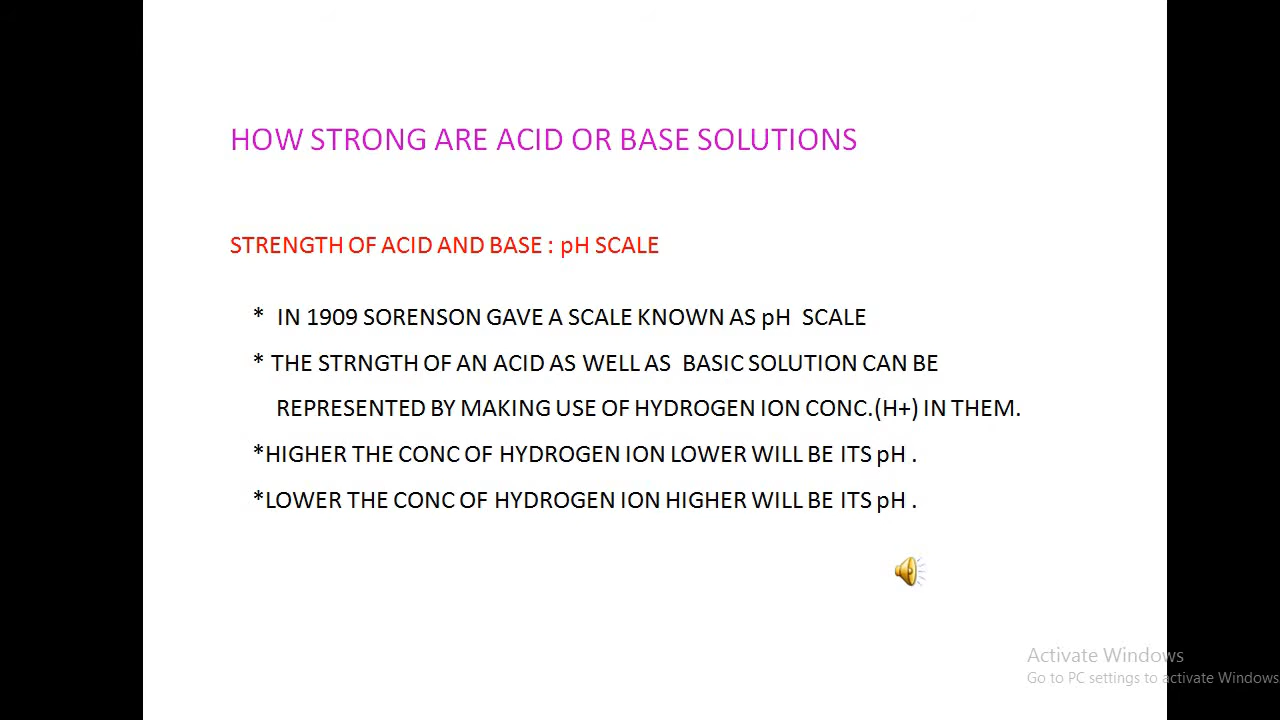 HOW STRONG ARE ACID OR BASE SOLUTIONS
STRENGTH OF ACID AND BASE : pH SCALE
* IN 1909 SORENSON GAVE A SCALE KNOWN AS pH SCALE
* THE STRNGTH OF AN ACID AS WELL AS BASIC SOLUTION CAN BE
REPRESENTED BY MAKING USE OF HYDROGEN ION CONC.(H+) IN THEM.
*HIGHER THE CONC OF HYDROGEN ION LOWER WILL BE ITS pH .
*LOWER THE CONC OF HYDROGEN ION HIGHER WILL BE ITS pH .
Activate Windows
Go to PC settings to activate Windows.